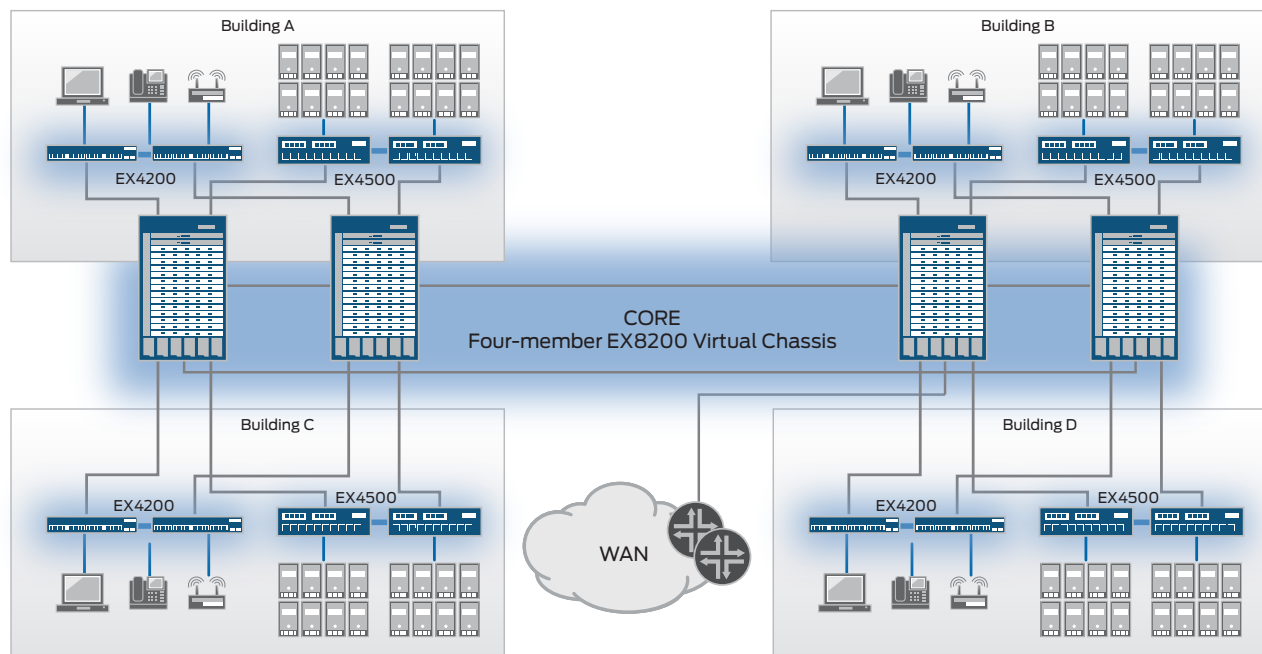 Building A
Building B
EX4200
EX4500
EX4200
EX4500
CORE
Four-member EX8200 Virtual Chassis
Building C
Building D
EX4200
EX4500
EX4200
EX4500
WAN